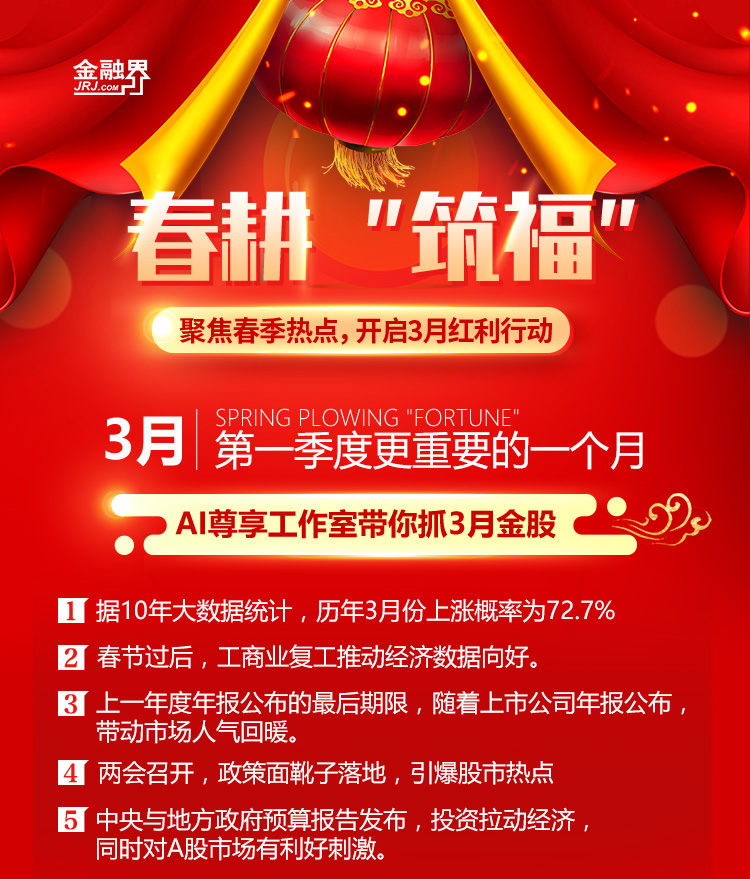 金融界
JRJ.COM
春耕 "筑福"
聚焦春季热点，开启3月红利行动
3月
SPRING PLOWING "FORTUNE"
第一季度更重要的一个月
AI尊享工作室带你抓3月金股
1 据10年大数据统计，历年3月份上涨概率为72.7%
2 春节过后，工商业复工推动经济数据向好。
3 上一年度年报公布的最后期限，随着上市公司年报公布，
带动市场人气回暖。
4 两会召开，政策面靴子落地，引爆股市热点
5 中央与地方政府预算报告发布，投资拉动经济，
同时对A股市场有利好刺激。